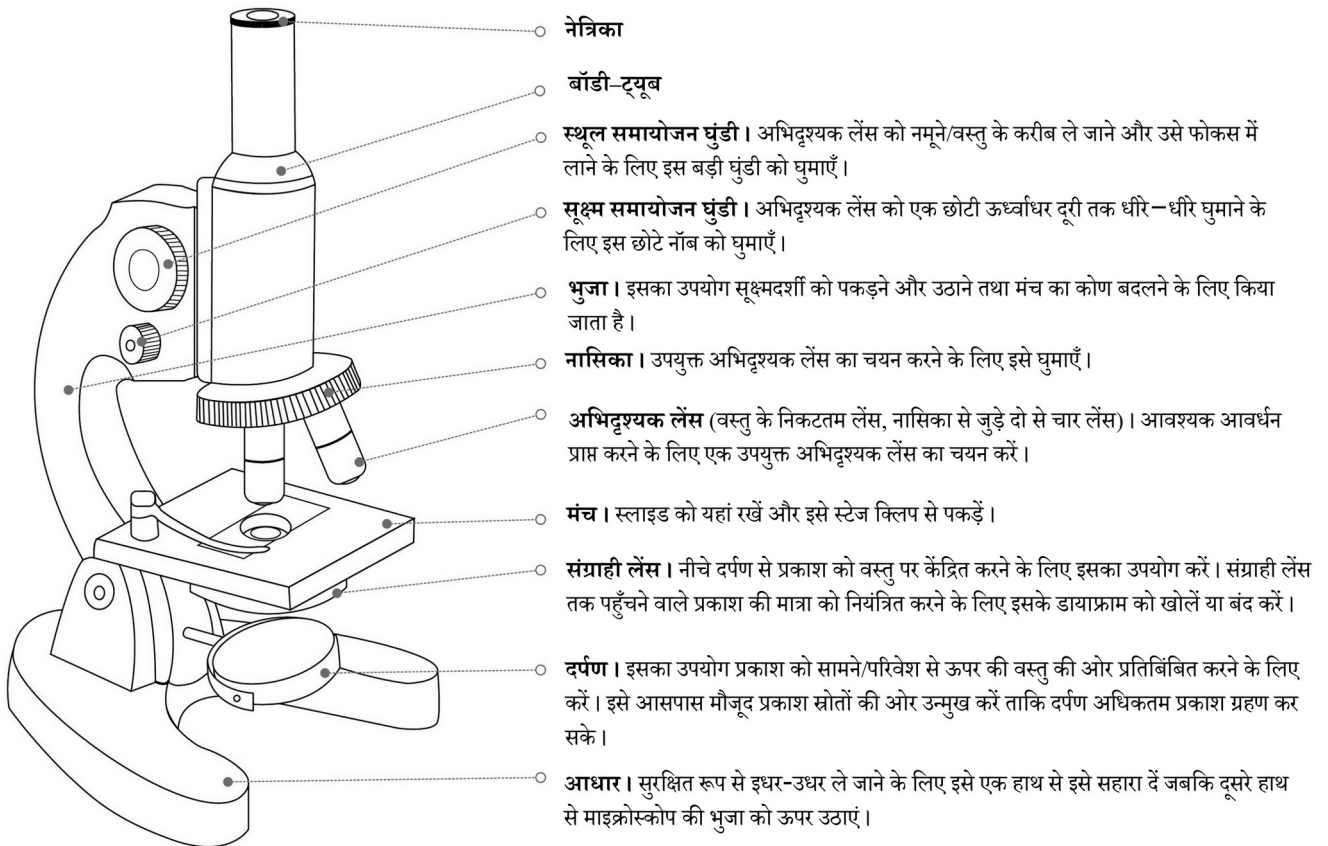 नेत्रिका
बॉडी–ट्यूब
स्थूल समायोजन घुंडी। अभिदृश्यक लेंस को नमूने/वस्तु के करीब ले जाने और उसे फोकस में
लाने के लिए इस बड़ी घुंडी को घुमाएँ।
सूक्ष्म समायोजन घुंडी। अभिदृश्यक लेंस को एक छोटी ऊर्ध्वाधर दूरी तक धीरे–धीरे घुमाने के
लिए इस छोटे नॉब को घुमाएँ।
भुजा। इसका उपयोग सूक्ष्मदर्शी को पकड़ने और उठाने तथा मंच का कोण बदलने के लिए किया
जाता है।
नासिका। उपयुक्त अभिदृश्यक लेंस का चयन करने के लिए इसे घुमाएँ।
अभिदृश्यक लेंस (वस्तु के निकटतम लेंस, नासिका से जुड़े दो से चार लेंस)। आवश्यक आवर्धन
प्राप्त करने के लिए एक उपयुक्त अभिदृश्यक लेंस का चयन करें।
मंच। स्लाइड को यहां रखें और इसे स्टेज क्लिप से पकड़ें।
संग्राही लेंस। नीचे दर्पण से प्रकाश को वस्तु पर केंद्रित करने के लिए इसका उपयोग करें। संग्राही लेंस
तक पहुँचने वाले प्रकाश की मात्रा को नियंत्रित करने के लिए इसके डायाफ्राम को खोलें या बंद करें।
दर्पण। इसका उपयोग प्रकाश को सामने/परिवेश से ऊपर की वस्तु की ओर प्रतिबिंबित करने के लिए
करें। इसे आसपास मौजूद प्रकाश स्रोतों की ओर उन्मुख करें ताकि दर्पण अधिकतम प्रकाश ग्रहण कर
सके।
आधार। सुरक्षित रूप से इधर-उधर ले जाने के लिए इसे एक हाथ से इसे सहारा दें जबकि दूसरे हाथ
से माइक्रोस्कोप की भुजा को ऊपर उठाएं।